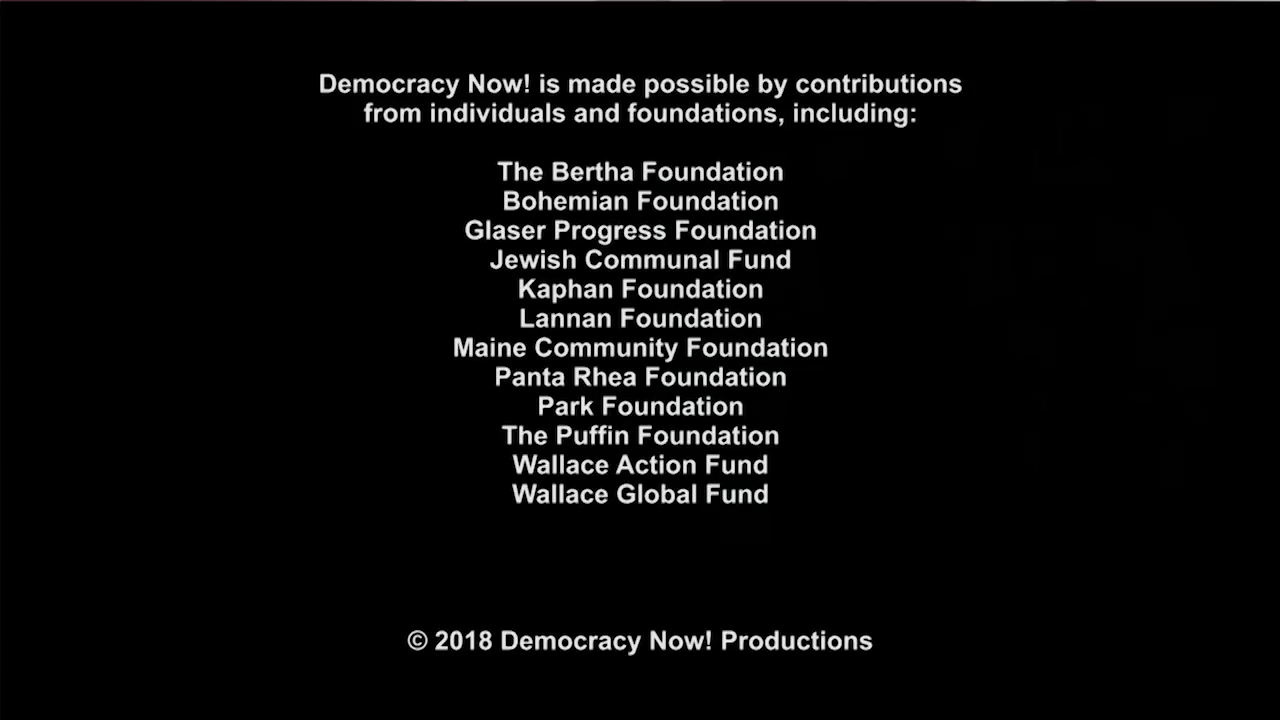 Democracy Now! is made possible by contributions
from individuals and foundations, including:
The Bertha Foundation
Bohemian Foundation
Glaser Progress Foundation
Jewish Communal Fund
Kaphan Foundation
Lannan Foundation
Maine Community Foundation
Panta Rhea Foundation
Park Foundation
The Puffin Foundation
Wallace Action Fund
Wallace Global Fund
© 2018 Democracy Now! Productions